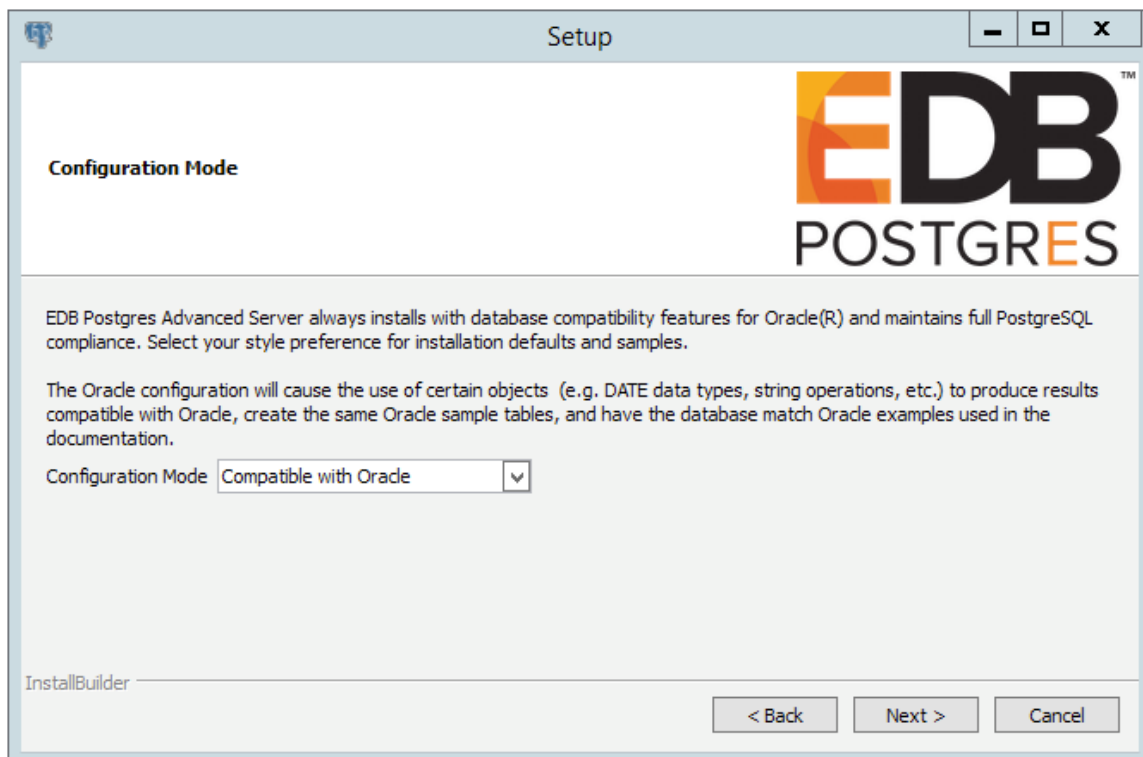 Setup
EDB™
POSTGRES
Configuration Mode
EDB Postgres Advanced Server always installs with database compatibility features for Oracle(R) and maintains full PostgreSQL
compliance. Select your style preference for installation defaults and samples.
The Oracle configuration will cause the use of certain objects  (e.g. DATE data types, string operations, etc.) to produce results
compatible with Oracle, create the same Oracle sample tables, and have the database match Oracle examples used in the
documentation.
Configuration Mode Compatible with Oracle
InstallBuilder
< Back Next > Cancel